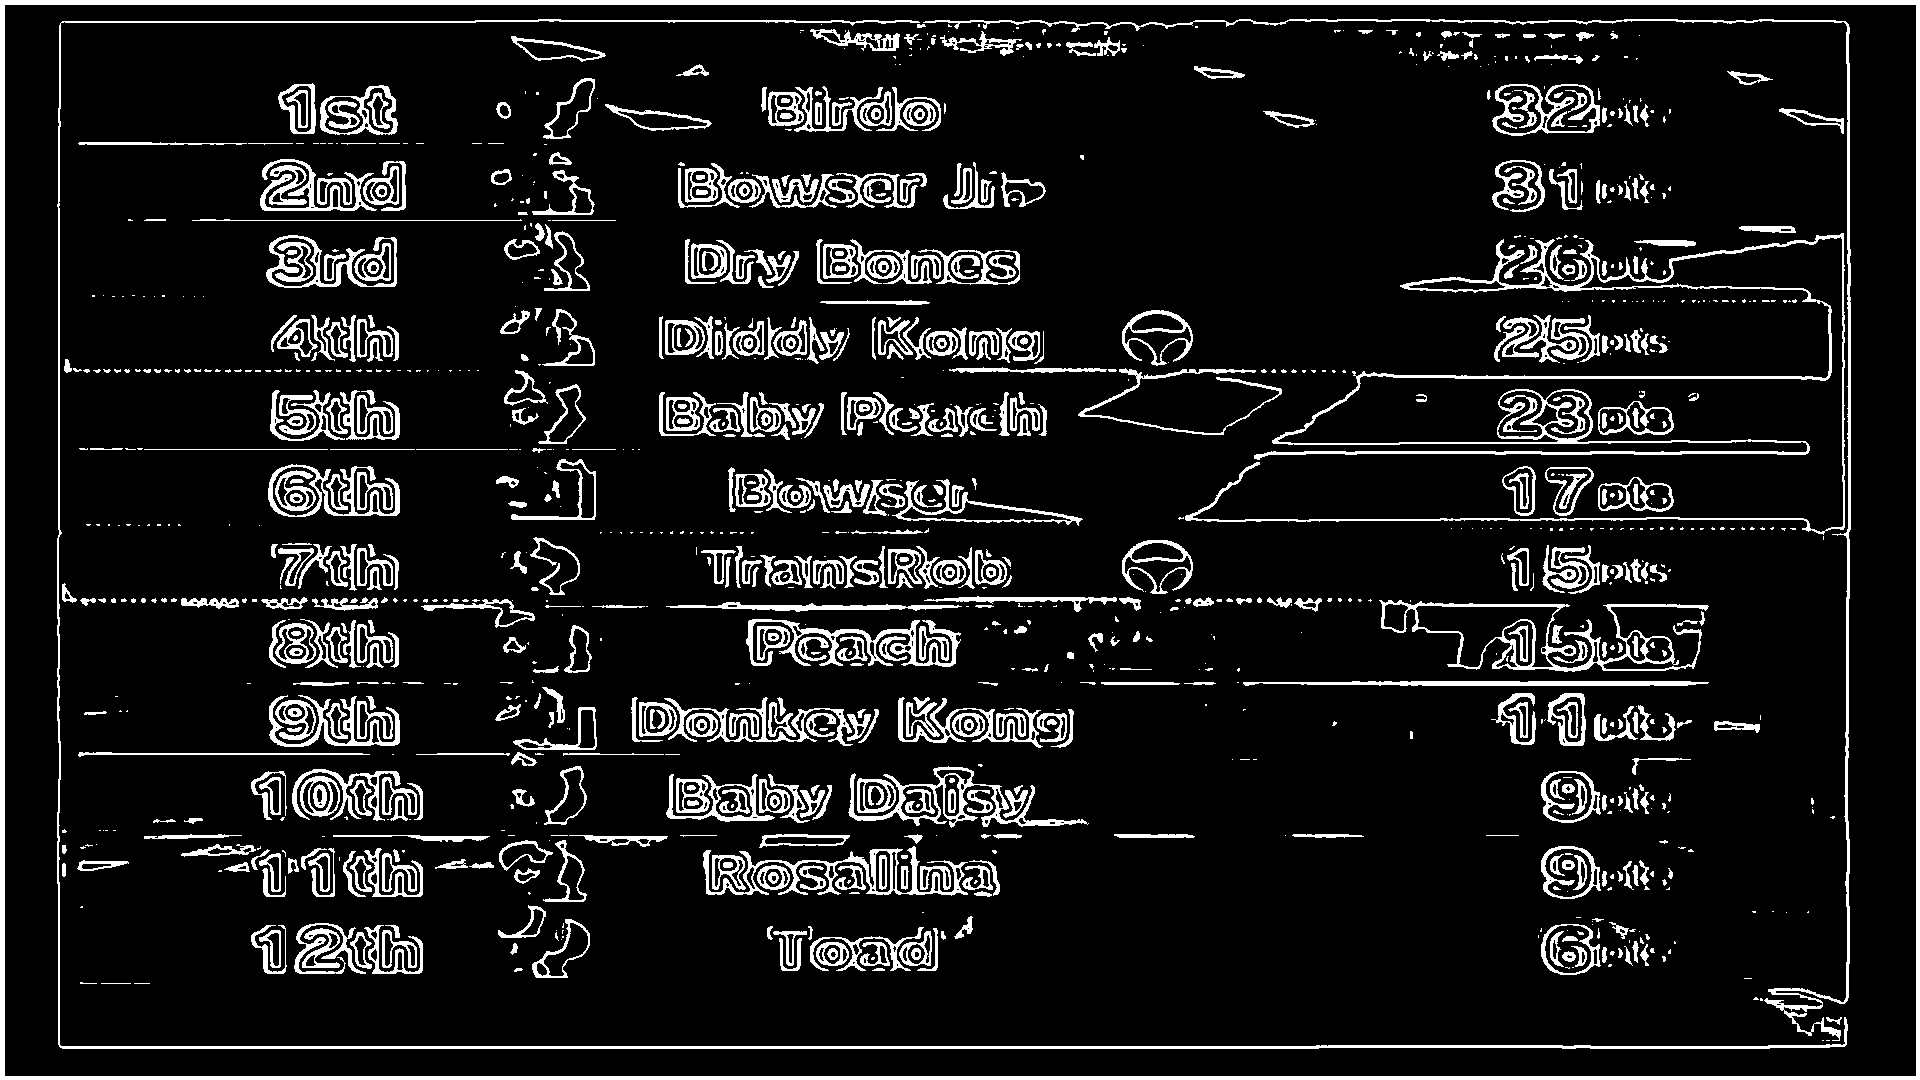 1st Birdo 32pts
2nd Bowser Jr. 31pts
3rd Dry Bones 26pts
4th Diddy Kong 25pts
5th Baby Peach 23pts
6th Bowser 17pts
7th TransRob 15pts
8th Peach 15pts
9th Donkey Kong 11pts
10th Baby Daisy 9pts
11th Rosalina 9pts
12th Toad 6pts